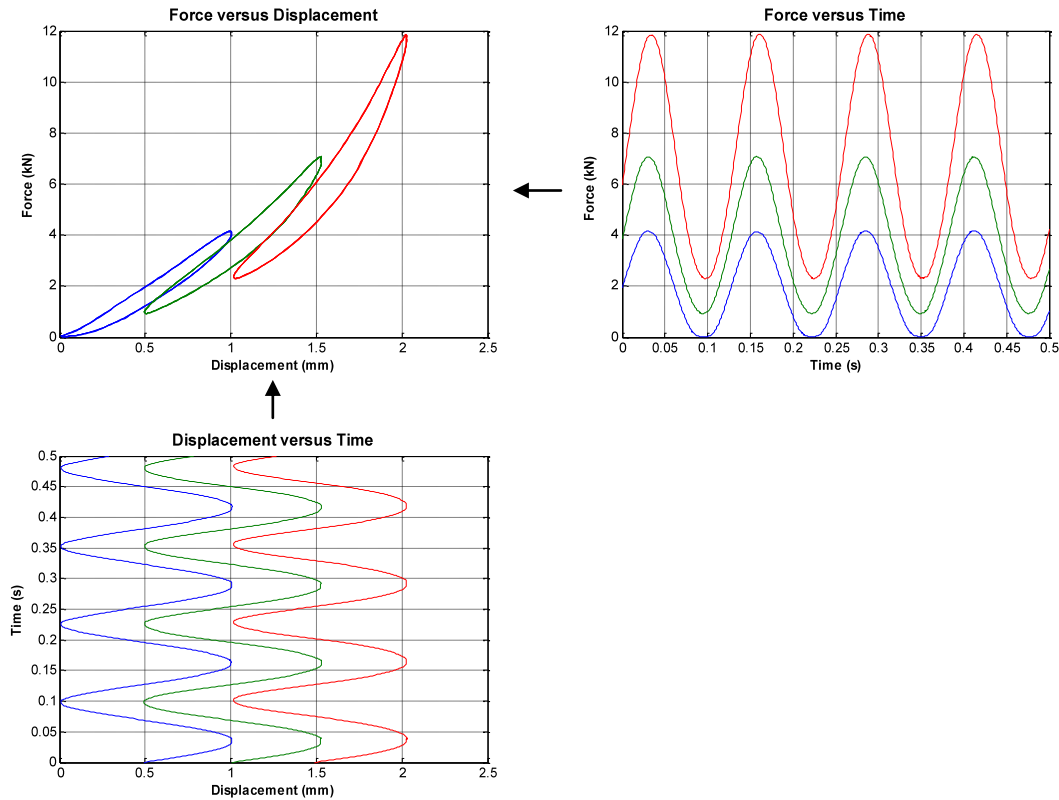 Force versus Displacement
12
10
8
6
4
2
0
Force (kN)
0 0.5 1 1.5 2 2.5
Displacement (mm)
Force versus Time
12
10
8
6
4
2
0
Force (kN)
0 0.05 0.1 0.15 0.2 0.25 0.3 0.35 0.4 0.45 0.5
Time (s)
Displacement versus Time
0.5
0.45
0.4
0.35
0.3
0.25
0.2
0.15
0.1
0.05
0
Time (s)
0 0.5 1 1.5 2 2.5
Displacement (mm)